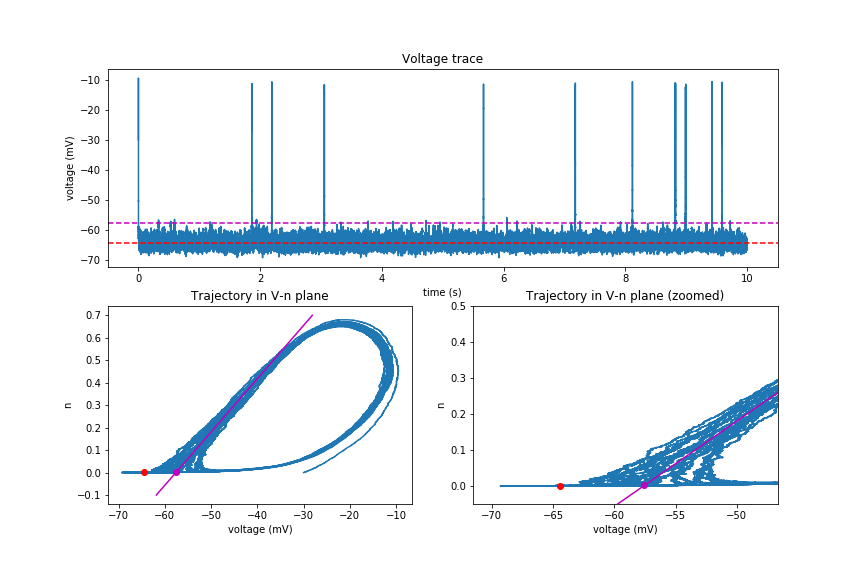 Voltage trace
voltage (mV)
−10
−20
−30
−40
−50
−60
−70
0 2 4 6 8 10
time (s)
Trajectory in V-n plane
n
0.7
0.6
0.5
0.4
0.3
0.2
0.1
0.0
−0.1
−70 −60 −50 −40 −30 −20 −10
voltage (mV)
Trajectory in V-n plane (zoomed)
n
0.5
0.4
0.3
0.2
0.1
0.0
−70 −65 −60 −55 −50
voltage (mV)